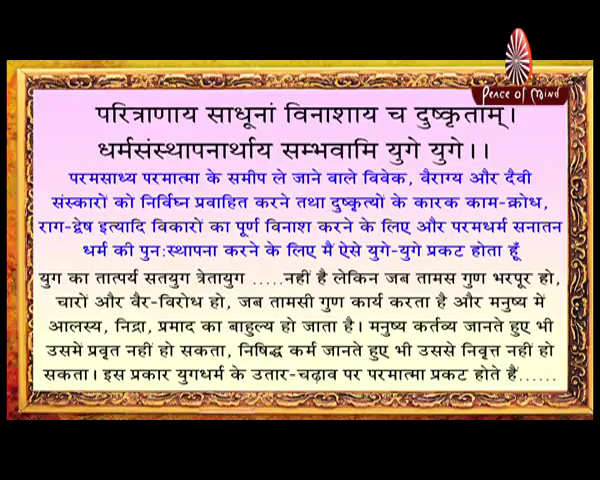 Peace of Mind
परित्राणाय साधूनां विनाशाय च दुष्कृताम्।
धर्मसंस्थापनार्थाय सम्भवामि युगे युगे।।
परमसाध्य परमात्मा के समीप ले जाने वाले विवेक, वैराग्य और दैवी
संस्कारों को निर्विघ्न प्रवाहित करने तथा दुष्कृत्यों के कारक काम-क्रोध,
राग-द्वेष इत्यादि विकारों का पूर्ण विनाश करने के लिए और परमधर्म सनातन
धर्म की पुन:स्थापना करने के लिए मैं ऐसे युगे-युगे प्रकट होता हूँ
युग का तात्पर्य सतयुग त्रेतायुग .....नहीं है लेकिन जब तामस गुण भरपूर हो,
चारों और वैर-विरोध हो, जब तामसी गुण कार्य करता है और मनुष्य में
आलस्य, निद्रा, प्रमाद का बाहुल्य हो जाता है। मनुष्य कर्तव्य जानते हुए भी
उसमें प्रवृत नहीं हो सकता, निषिद्ध कर्म जानते हुए भी उससे निवृत्त नहीं हो
सकता। इस प्रकार युगधर्म के उतार-चढ़ाव पर परमात्मा प्रकट होते हैं......